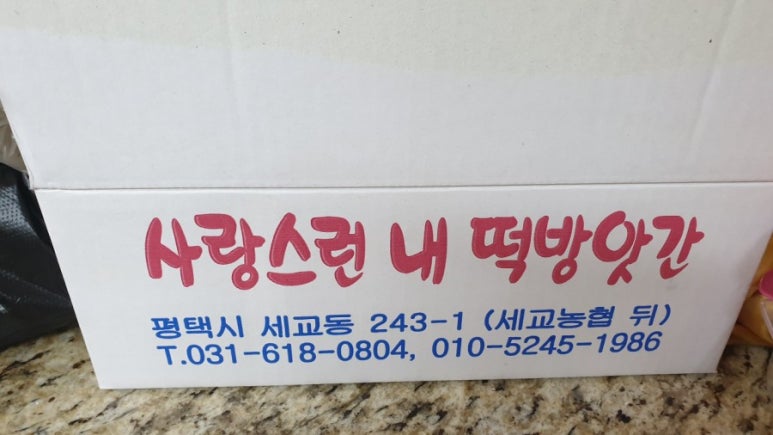 사랑스런 내 떡방앗간
평택시 세교동 243-1 (세교농협 뒤)
T.031-618-0804, 010-5245-1986